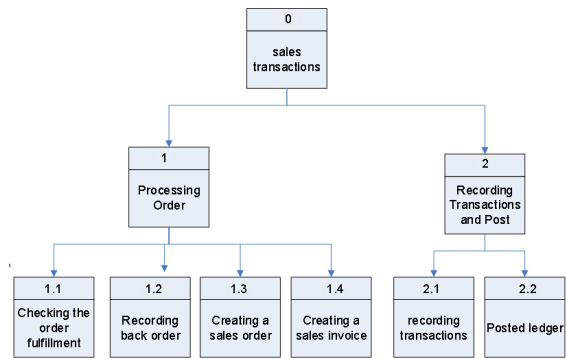 0
sales
transactions
1
Processing
Order
2
Recording
Transactions
and Post
1.1
Checking the
order
fulfillment
1.2
Recording
back order
1.3
Creating a
sales order
1.4
Creating a
sales invoice
2.1
recording
transactions
2.2
Posted ledger